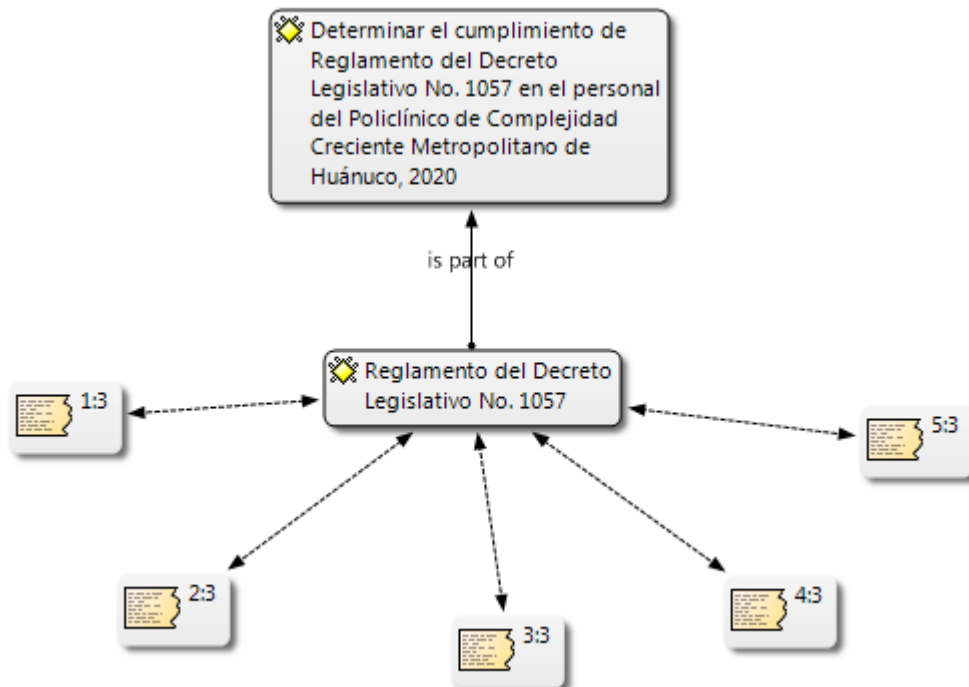 Determinar el cumplimiento de
Reglamento del Decreto
Legislativo No. 1057 en el personal
del Policlínico de Complejidad
Creciente Metropolitano de
Huánuco, 2020
is part of
Reglamento del Decreto
Legislativo No. 1057
1:3
5:3
2:3
4:3
3:3